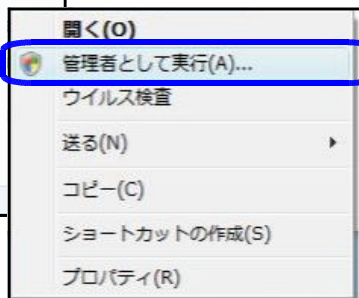 開く(O)
管理者として実行(A)...
ウイルス検査
送る(N)
コピー(C)
ショートカットの作成(S)
プロパティ(R)